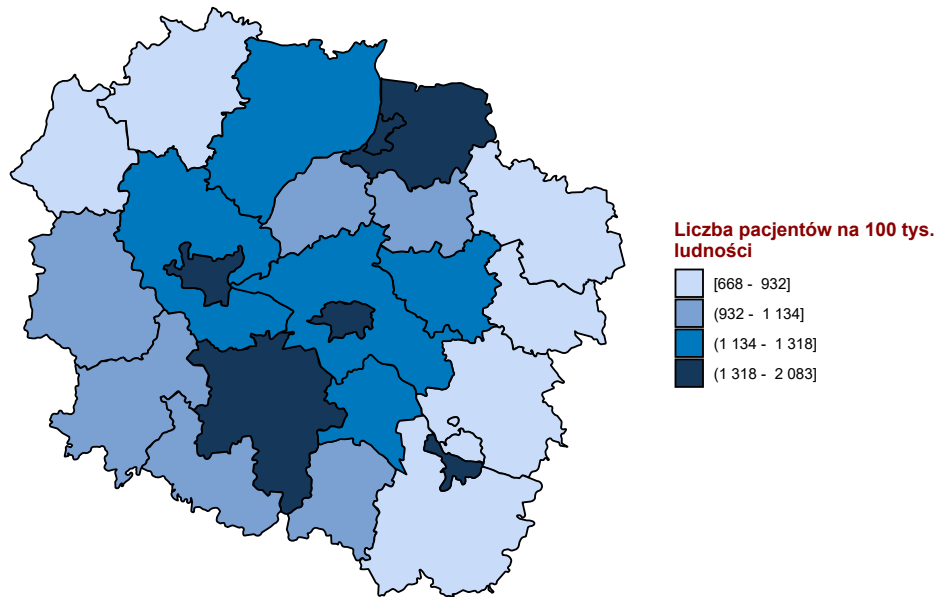 Liczba pacjentów na 100 tys.
ludności
[668 - 932]
(932 - 1 134]
(1 134 - 1 318]
(1 318 - 2 083]